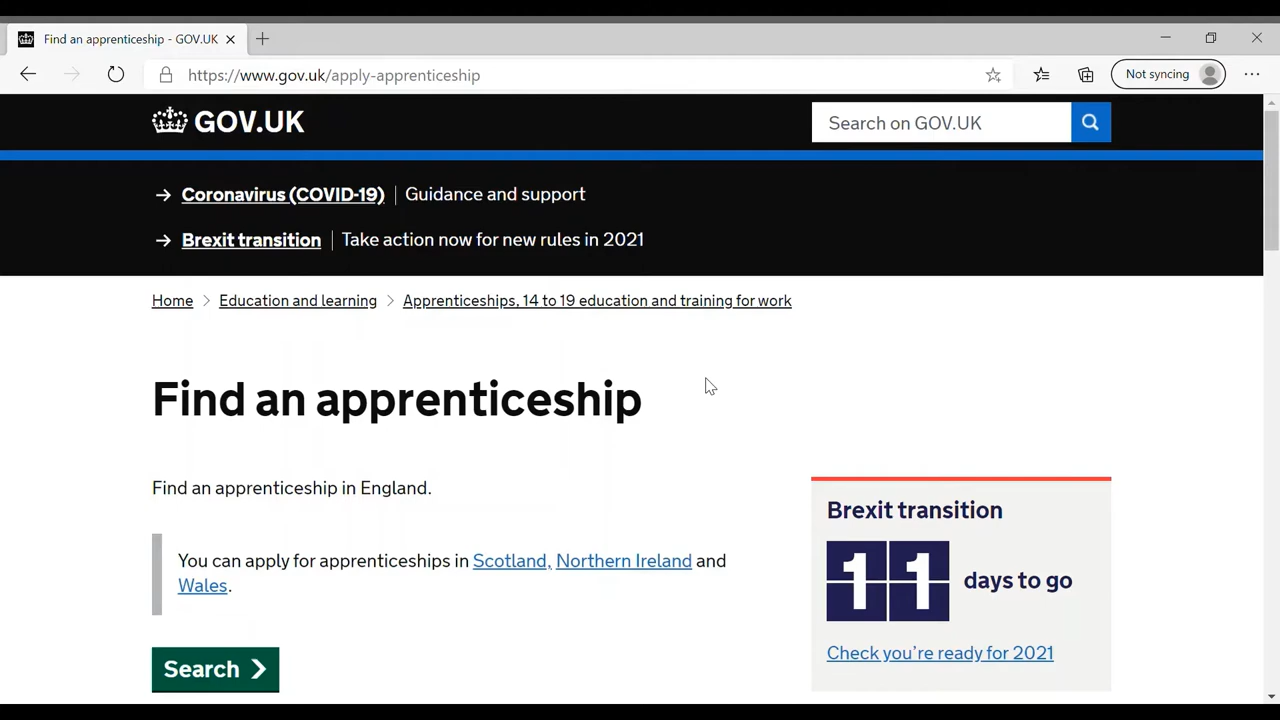 Find an apprenticeship - GOV.UK
https://www.gov.uk/apply-apprenticeship
Not syncing
GOV.UK
Search on GOV.UK
Coronavirus (COVID-19) Guidance and support
Brexit transition Take action now for new rules in 2021
Home Education and learning Apprenticeships, 14 to 19 education and training for work
Find an apprenticeship
Find an apprenticeship in England.
You can apply for apprenticeships in Scotland, Northern Ireland and
Wales.
Search
Brexit transition
11 days to go
Check you're ready for 2021